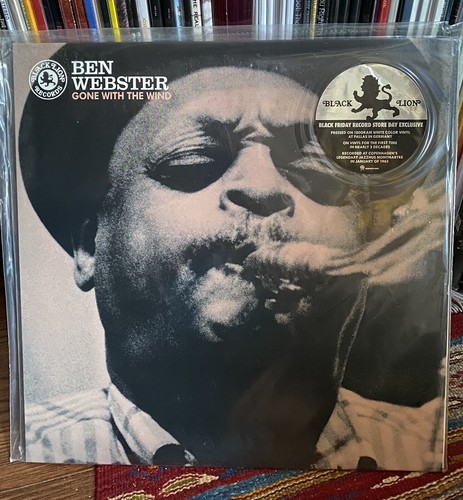 BLACK LION
RECORDS
BEN
WEBSTER
GONE WITH THE WIND
BLACK LION
BLACK FRIDAY RECORD STORE DAY EXCLUSIVE
PRESSED ON 180GRAM WHITE COLOR VINYL
AT PALLAS IN GERMANY
ON VINYL FOR THE FIRST TIME
IN NEARLY 3 DECADES
RECORDED AT COPENHAGEN'S
LEGENDARY JAZZHUS MONTMARTRE
IN JANUARY OF 1965